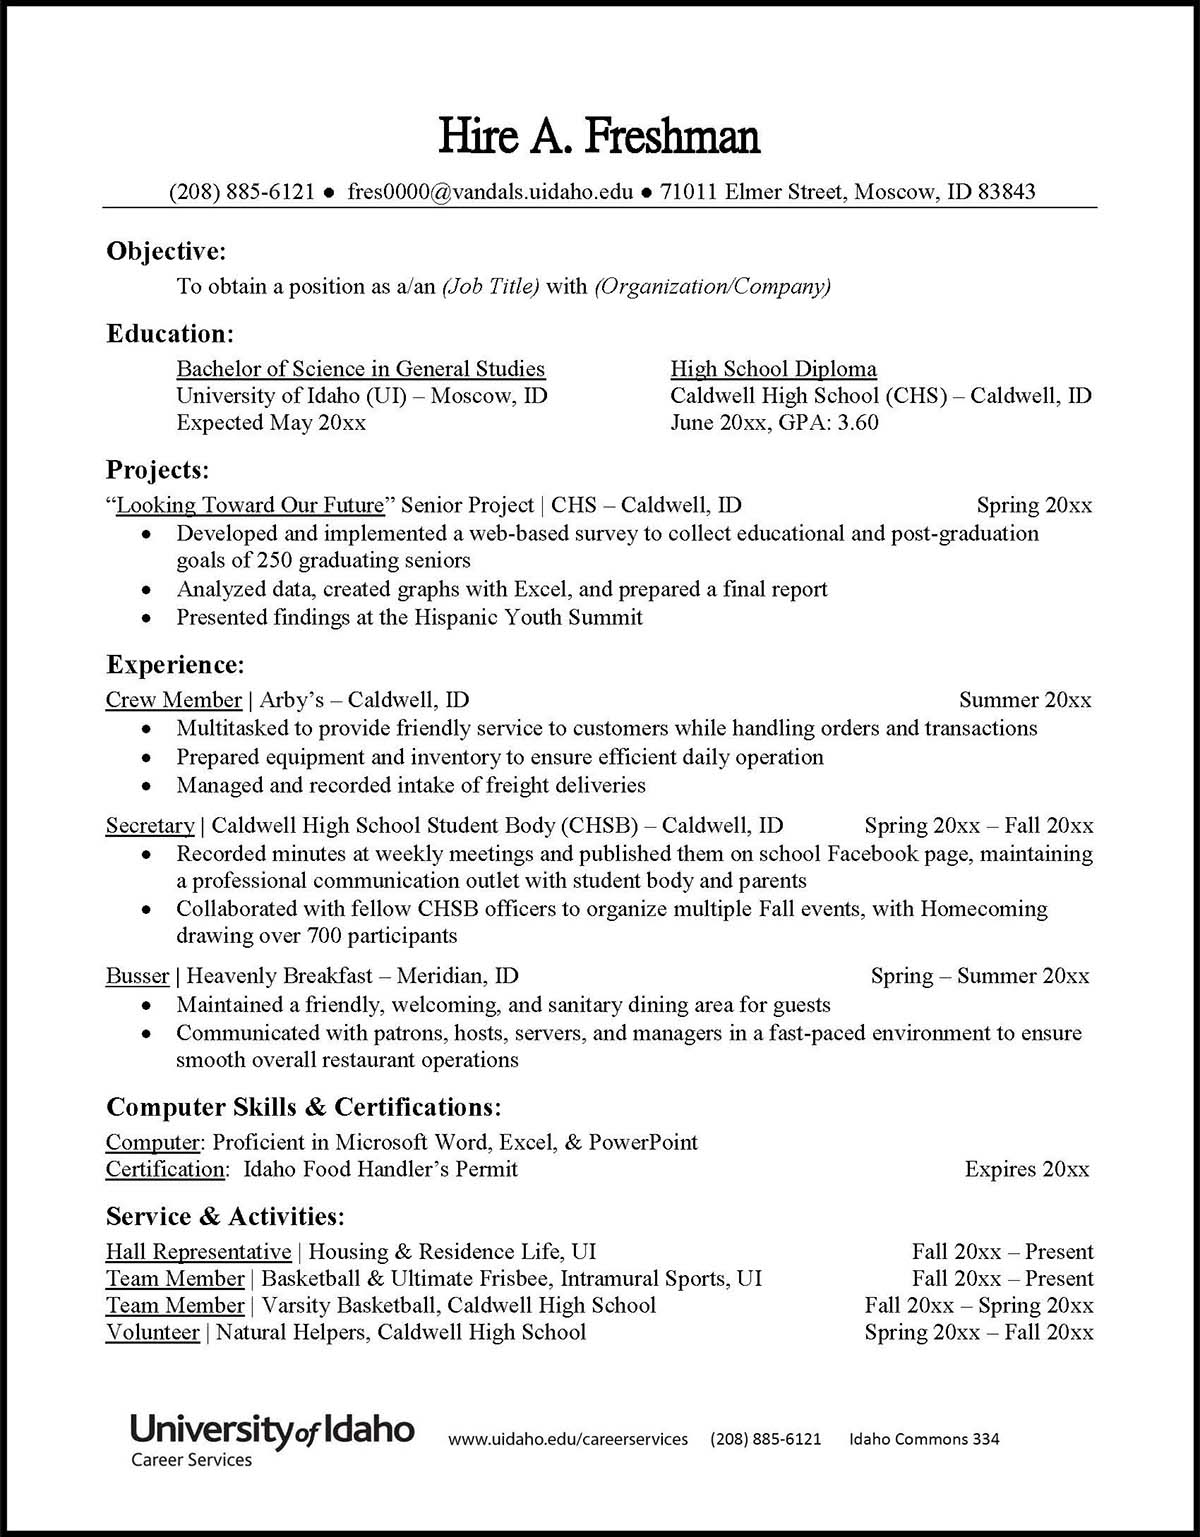 Hire A. Freshman
(208) 885-6121 ● fres0000@vandals.uidaho.edu ● 71011 Elmer Street, Moscow, ID 83843
Objective:
To obtain a position as a/an (Job Title) with (Organization/Company)
Education:
Bachelor of Science in General Studies High School Diploma
University of Idaho (UI) – Moscow, ID Caldwell High School (CHS) – Caldwell, ID
Expected May 20xx June 20xx, GPA: 3.60
Projects:
“Looking Toward Our Future” Senior Project | CHS – Caldwell, ID Spring 20xx
• Developed and implemented a web-based survey to collect educational and post-graduation
goals of 250 graduating seniors
• Analyzed data, created graphs with Excel, and prepared a final report
• Presented findings at the Hispanic Youth Summit
Experience:
Crew Member | Arby’s – Caldwell, ID Summer 20xx
• Multitasked to provide friendly service to customers while handling orders and transactions
• Prepared equipment and inventory to ensure efficient daily operation
• Managed and recorded intake of freight deliveries
Secretary | Caldwell High School Student Body (CHSB) – Caldwell, ID Spring 20xx – Fall 20xx
• Recorded minutes at weekly meetings and published them on school Facebook page, maintaining
a professional communication outlet with student body and parents
• Collaborated with fellow CHSB officers to organize multiple Fall events, with Homecoming
drawing over 700 participants
Busser | Heavenly Breakfast – Meridian, ID Spring – Summer 20xx
• Maintained a friendly, welcoming, and sanitary dining area for guests
• Communicated with patrons, hosts, servers, and managers in a fast-paced environment to ensure
smooth overall restaurant operations
Computer Skills & Certifications:
Computer: Proficient in Microsoft Word, Excel, & PowerPoint
Certification: Idaho Food Handler’s Permit Expires 20xx
Service & Activities:
Hall Representative | Housing & Residence Life, UI Fall 20xx – Present
Team Member | Basketball & Ultimate Frisbee, Intramural Sports, UI Fall 20xx – Present
Team Member | Varsity Basketball, Caldwell High School Fall 20xx – Spring 20xx
Volunteer | Natural Helpers, Caldwell High School Spring 20xx – Fall 20xx
University of Idaho
Career Services
www.uidaho.edu/careerservices (208) 885-6121 Idaho Commons 334